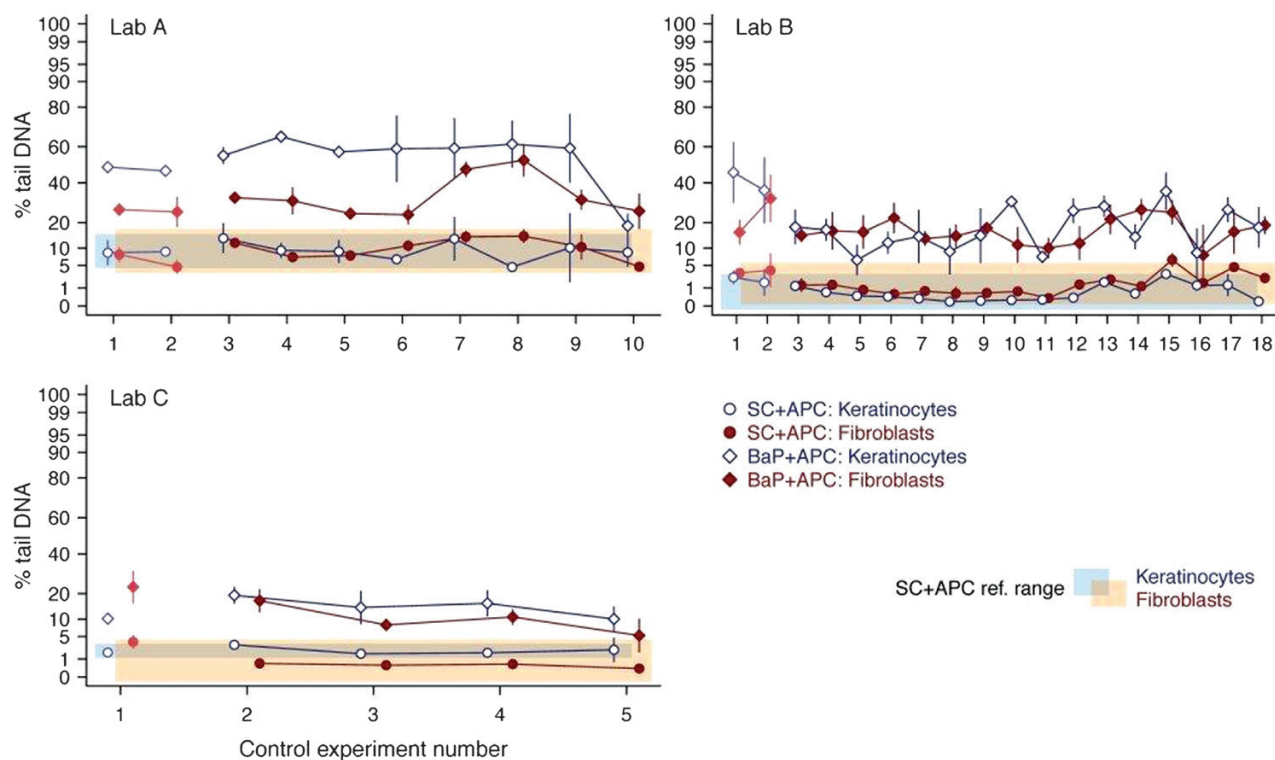 Lab A
% tail DNA
100
99
95
90
80
60
40
20
10
5
1
0
1 2 3 4 5 6 7 8 9 10
Lab B
100
99
95
90
80
60
40
20
10
5
1
0
1 2 3 4 5 6 7 8 9 10 11 12 13 14 15 16 17 18
Lab C
% tail DNA
100
99
95
90
80
60
40
20
10
5
1
0
1 2 3 4 5
Control experiment number
SC+APC: Keratinocytes
SC+APC: Fibroblasts
BaP+APC: Keratinocytes
BaP+APC: Fibroblasts
SC+APC ref. range
Keratinocytes
Fibroblasts